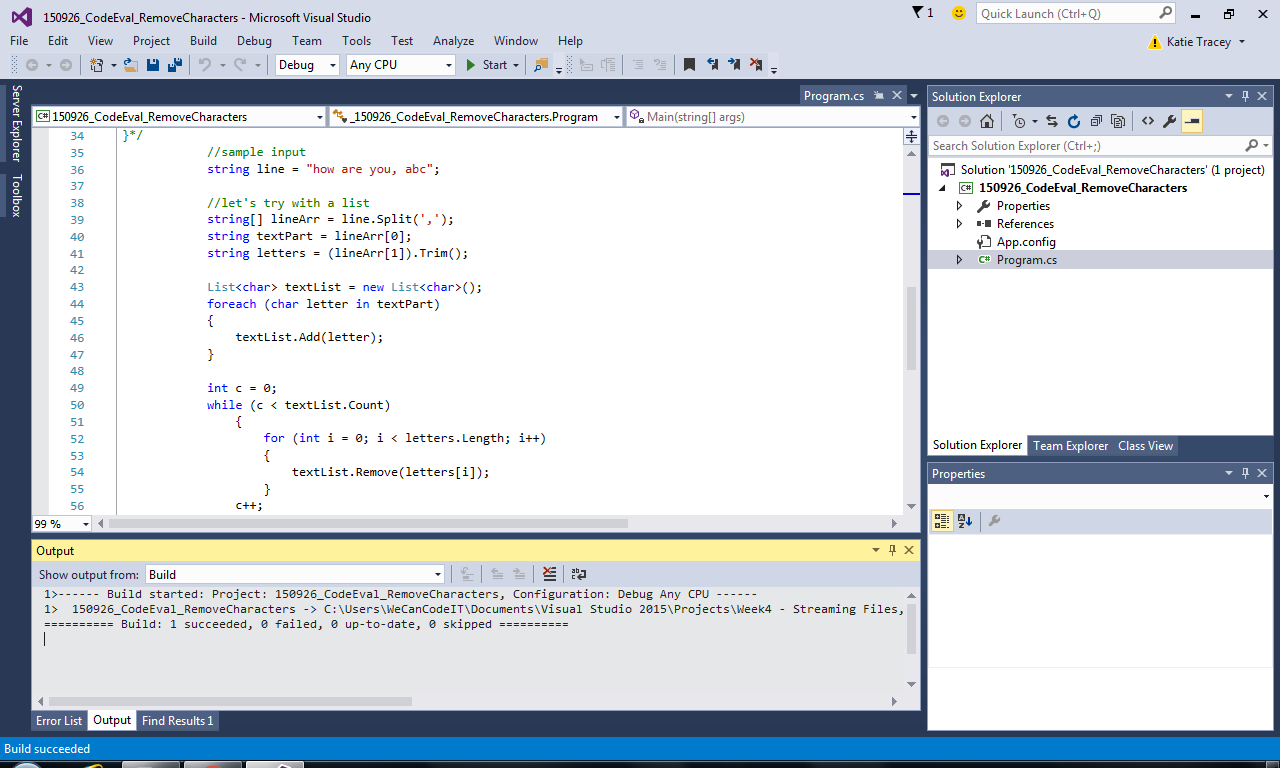 150926_CodeEval_RemoveCharacters - Microsoft Visual Studio
1
Quick Launch (Ctrl+Q)
File Edit View Project Build Debug Team Tools Test Analyze Window Help
Katie Tracey
Debug Any CPU Start
Server Explorer
Toolbox
Program.cs
150926_CodeEval_RemoveCharacters _150926_CodeEval_RemoveCharacters.Program Main(string[] args)
34 }*/
35 //sample input
36 string line = "how are you, abc";
37
38 //let's try with a list
39 string[] lineArr = line.Split(',');
40 string textPart = lineArr[0];
41 string letters = (lineArr[1]).Trim();
42
43 List<char> textList = new List<char>();
44 foreach (char letter in textPart)
45 {
46 textList.Add(letter);
47 }
48
49 int c = 0;
50 while (c < textList.Count)
51 {
52 for (int i = 0; i < letters.Length; i++)
53 {
54 textList.Remove(letters[i]);
55 }
56 c++;
99 %
Output
Show output from: Build
1>------ Build started: Project: 150926_CodeEval_RemoveCharacters, Configuration: Debug Any CPU ------
1>  150926_CodeEval_RemoveCharacters -> C:\Users\WeCanCodeIT\Documents\Visual Studio 2015\Projects\Week4 - Streaming Files,
========== Build: 1 succeeded, 0 failed, 0 up-to-date, 0 skipped ==========
Error List Output Find Results 1
Build succeeded
Solution Explorer
Search Solution Explorer (Ctrl+;)
Solution '150926_CodeEval_RemoveCharacters' (1 project)
150926_CodeEval_RemoveCharacters
Properties
References
App.config
Program.cs
Solution Explorer Team Explorer Class View
Properties